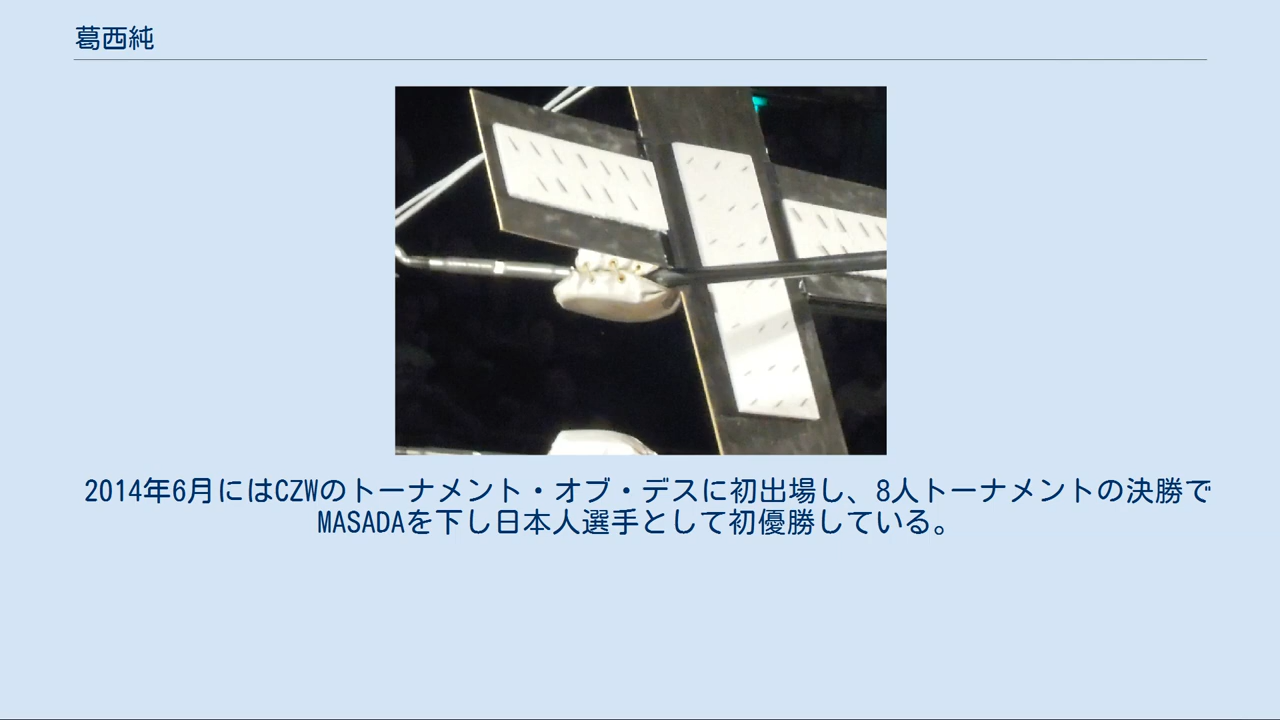 葛西純
2014年6月にはCZWのトーナメント・オブ・デスに初出場し、8人トーナメントの決勝で
MASADAを下し日本人選手として初優勝している。